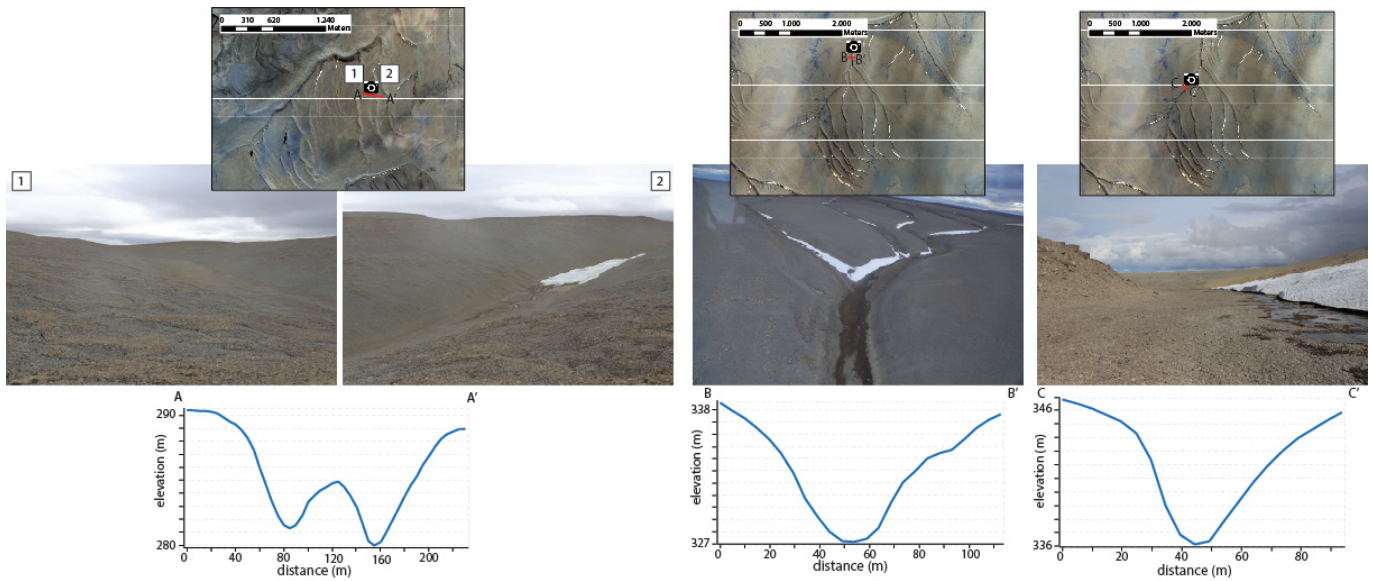 0 310 620 1.240
Meters
1 2
A A'
0 500 1.000 2.000
Meters
B B'
0 500 1.000 2.000
Meters
C
1
2
A A'
290
280
elevation (m)
0 40 80 120 160 200
distance (m)
B B'
338
327
elevation (m)
0 20 40 60 80 100
distance (m)
C C'
346
336
elevation (m)
0 20 40 60 80
distance (m)